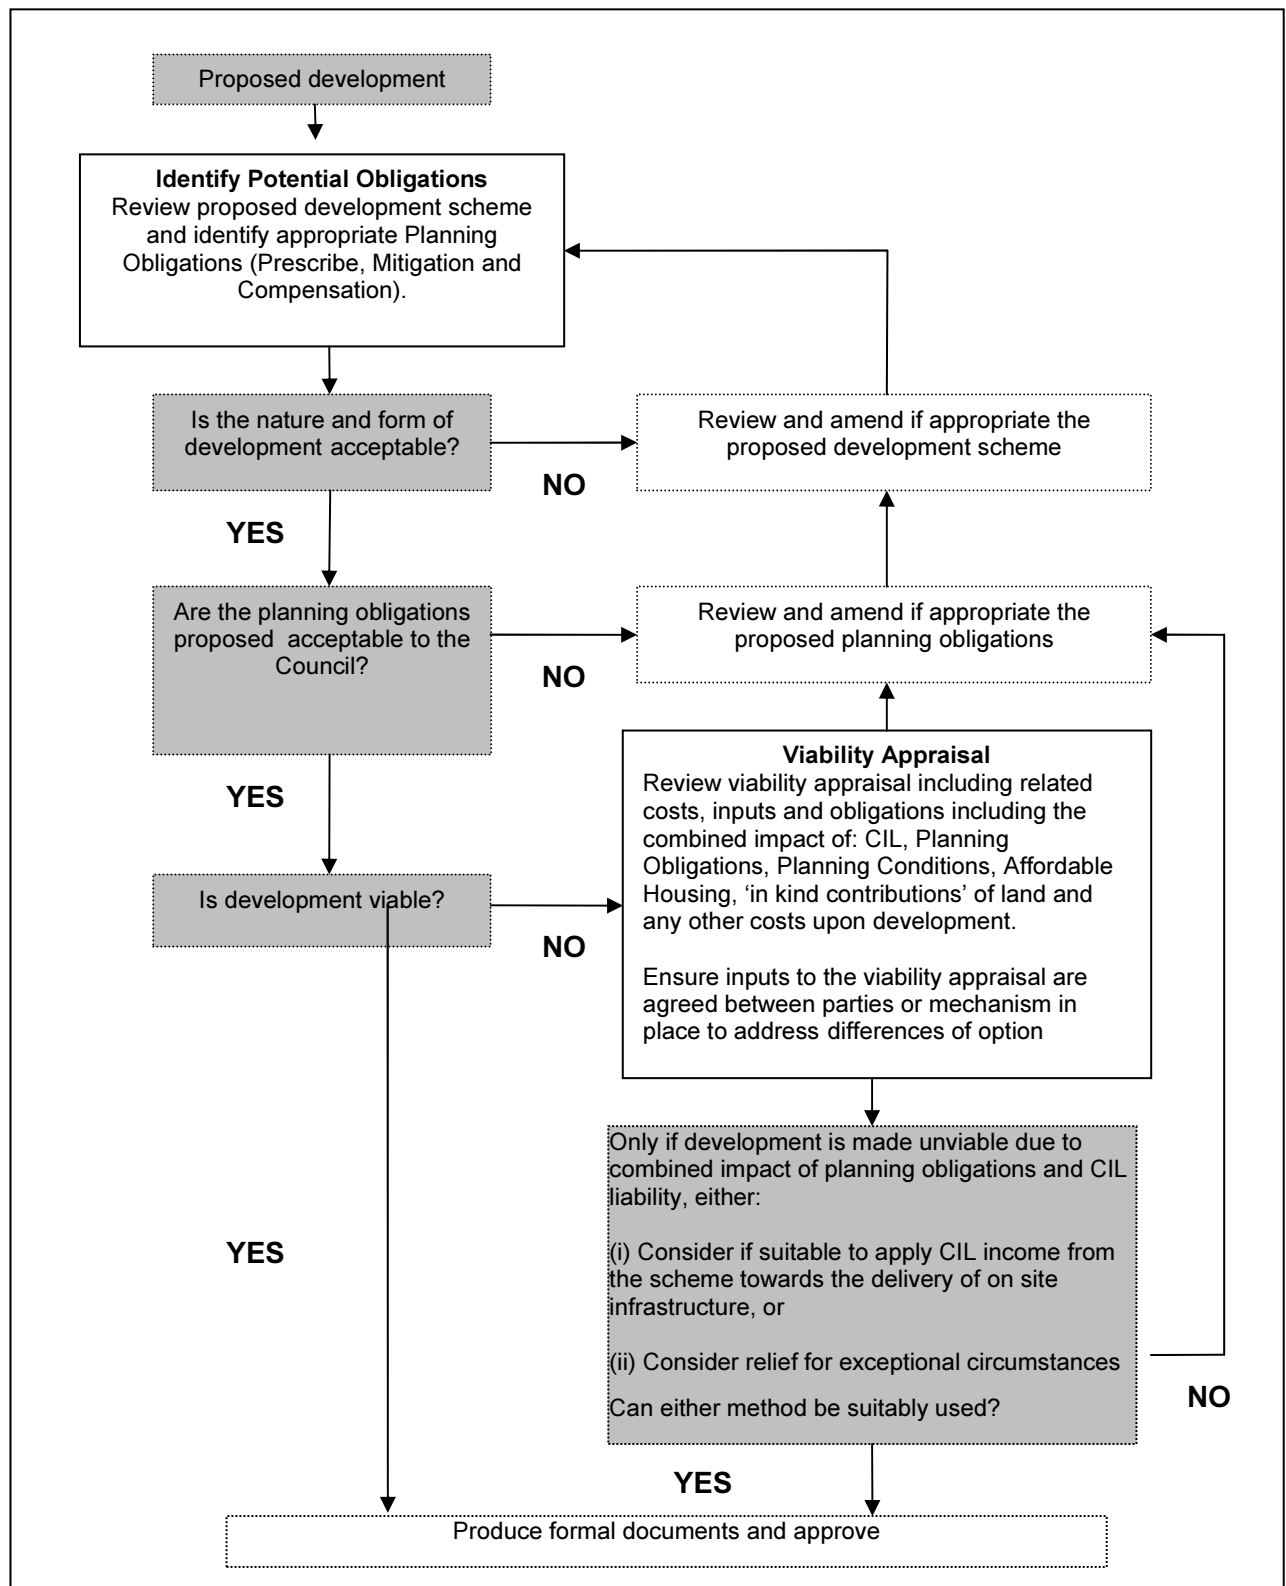 Proposed development
Identify Potential Obligations
Review proposed development scheme
and identify appropriate Planning
Obligations (Prescribe, Mitigation and
Compensation).
Is the nature and form of
development acceptable?
NO
Review and amend if appropriate the
proposed development scheme
YES
Are the planning obligations
proposed  acceptable to the
Council?
NO
Review and amend if appropriate the
proposed planning obligations
YES
Viability Appraisal
Review viability appraisal including related
costs, inputs and obligations including the
combined impact of: CIL, Planning
Obligations, Planning Conditions, Affordable
Housing, ‘in kind contributions’ of land and
any other costs upon development.
Ensure inputs to the viability appraisal are
agreed between parties or mechanism in
place to address differences of option
Is development viable?
NO
Only if development is made unviable due to
combined impact of planning obligations and CIL
liability, either:
(i) Consider if suitable to apply CIL income from
the scheme towards the delivery of on site
infrastructure, or
(ii) Consider relief for exceptional circumstances
Can either method be suitably used?
YES
NO
YES
Produce formal documents and approve